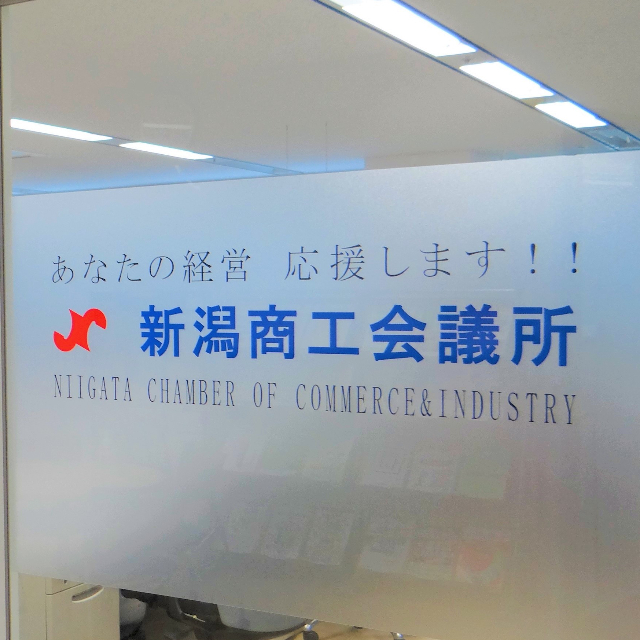 あなたの経営 応援します！！
新潟商工会議所
NIIGATA CHAMBER OF COMMERCE&INDUSTRY